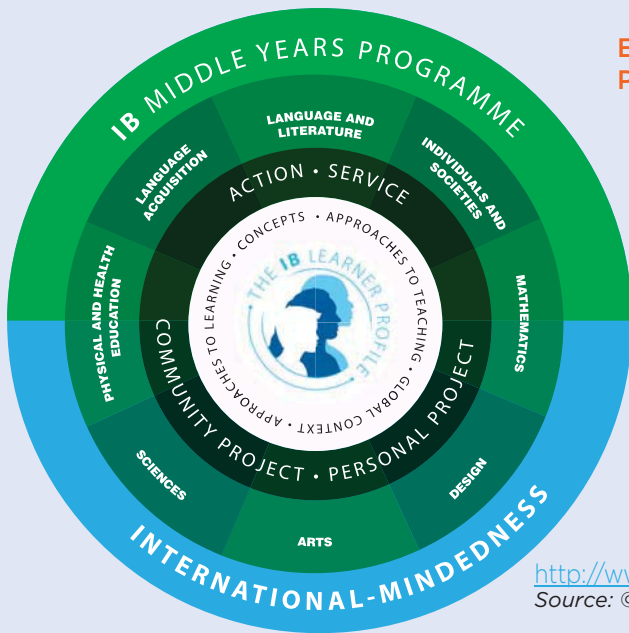 IB MIDDLE YEARS PROGRAMME
LANGUAGE AND
LITERATURE
INDIVIDUALS AND
SOCIETIES
MATHEMATICS
DESIGN
ARTS
SCIENCES
PHYSICAL AND HEALTH
EDUCATION
LANGUAGE
ACQUISITION
ACTION • SERVICE
COMMUNITY PROJECT • PERSONAL PROJECT
APPROACHES TO LEARNING • CONCEPTS • APPROACHES TO TEACHING • GLOBAL CONTEXT •
THE IB LEARNER PROFILE
INTERNATIONAL-MINDEDNESS
E
P
http://w
Source: ©